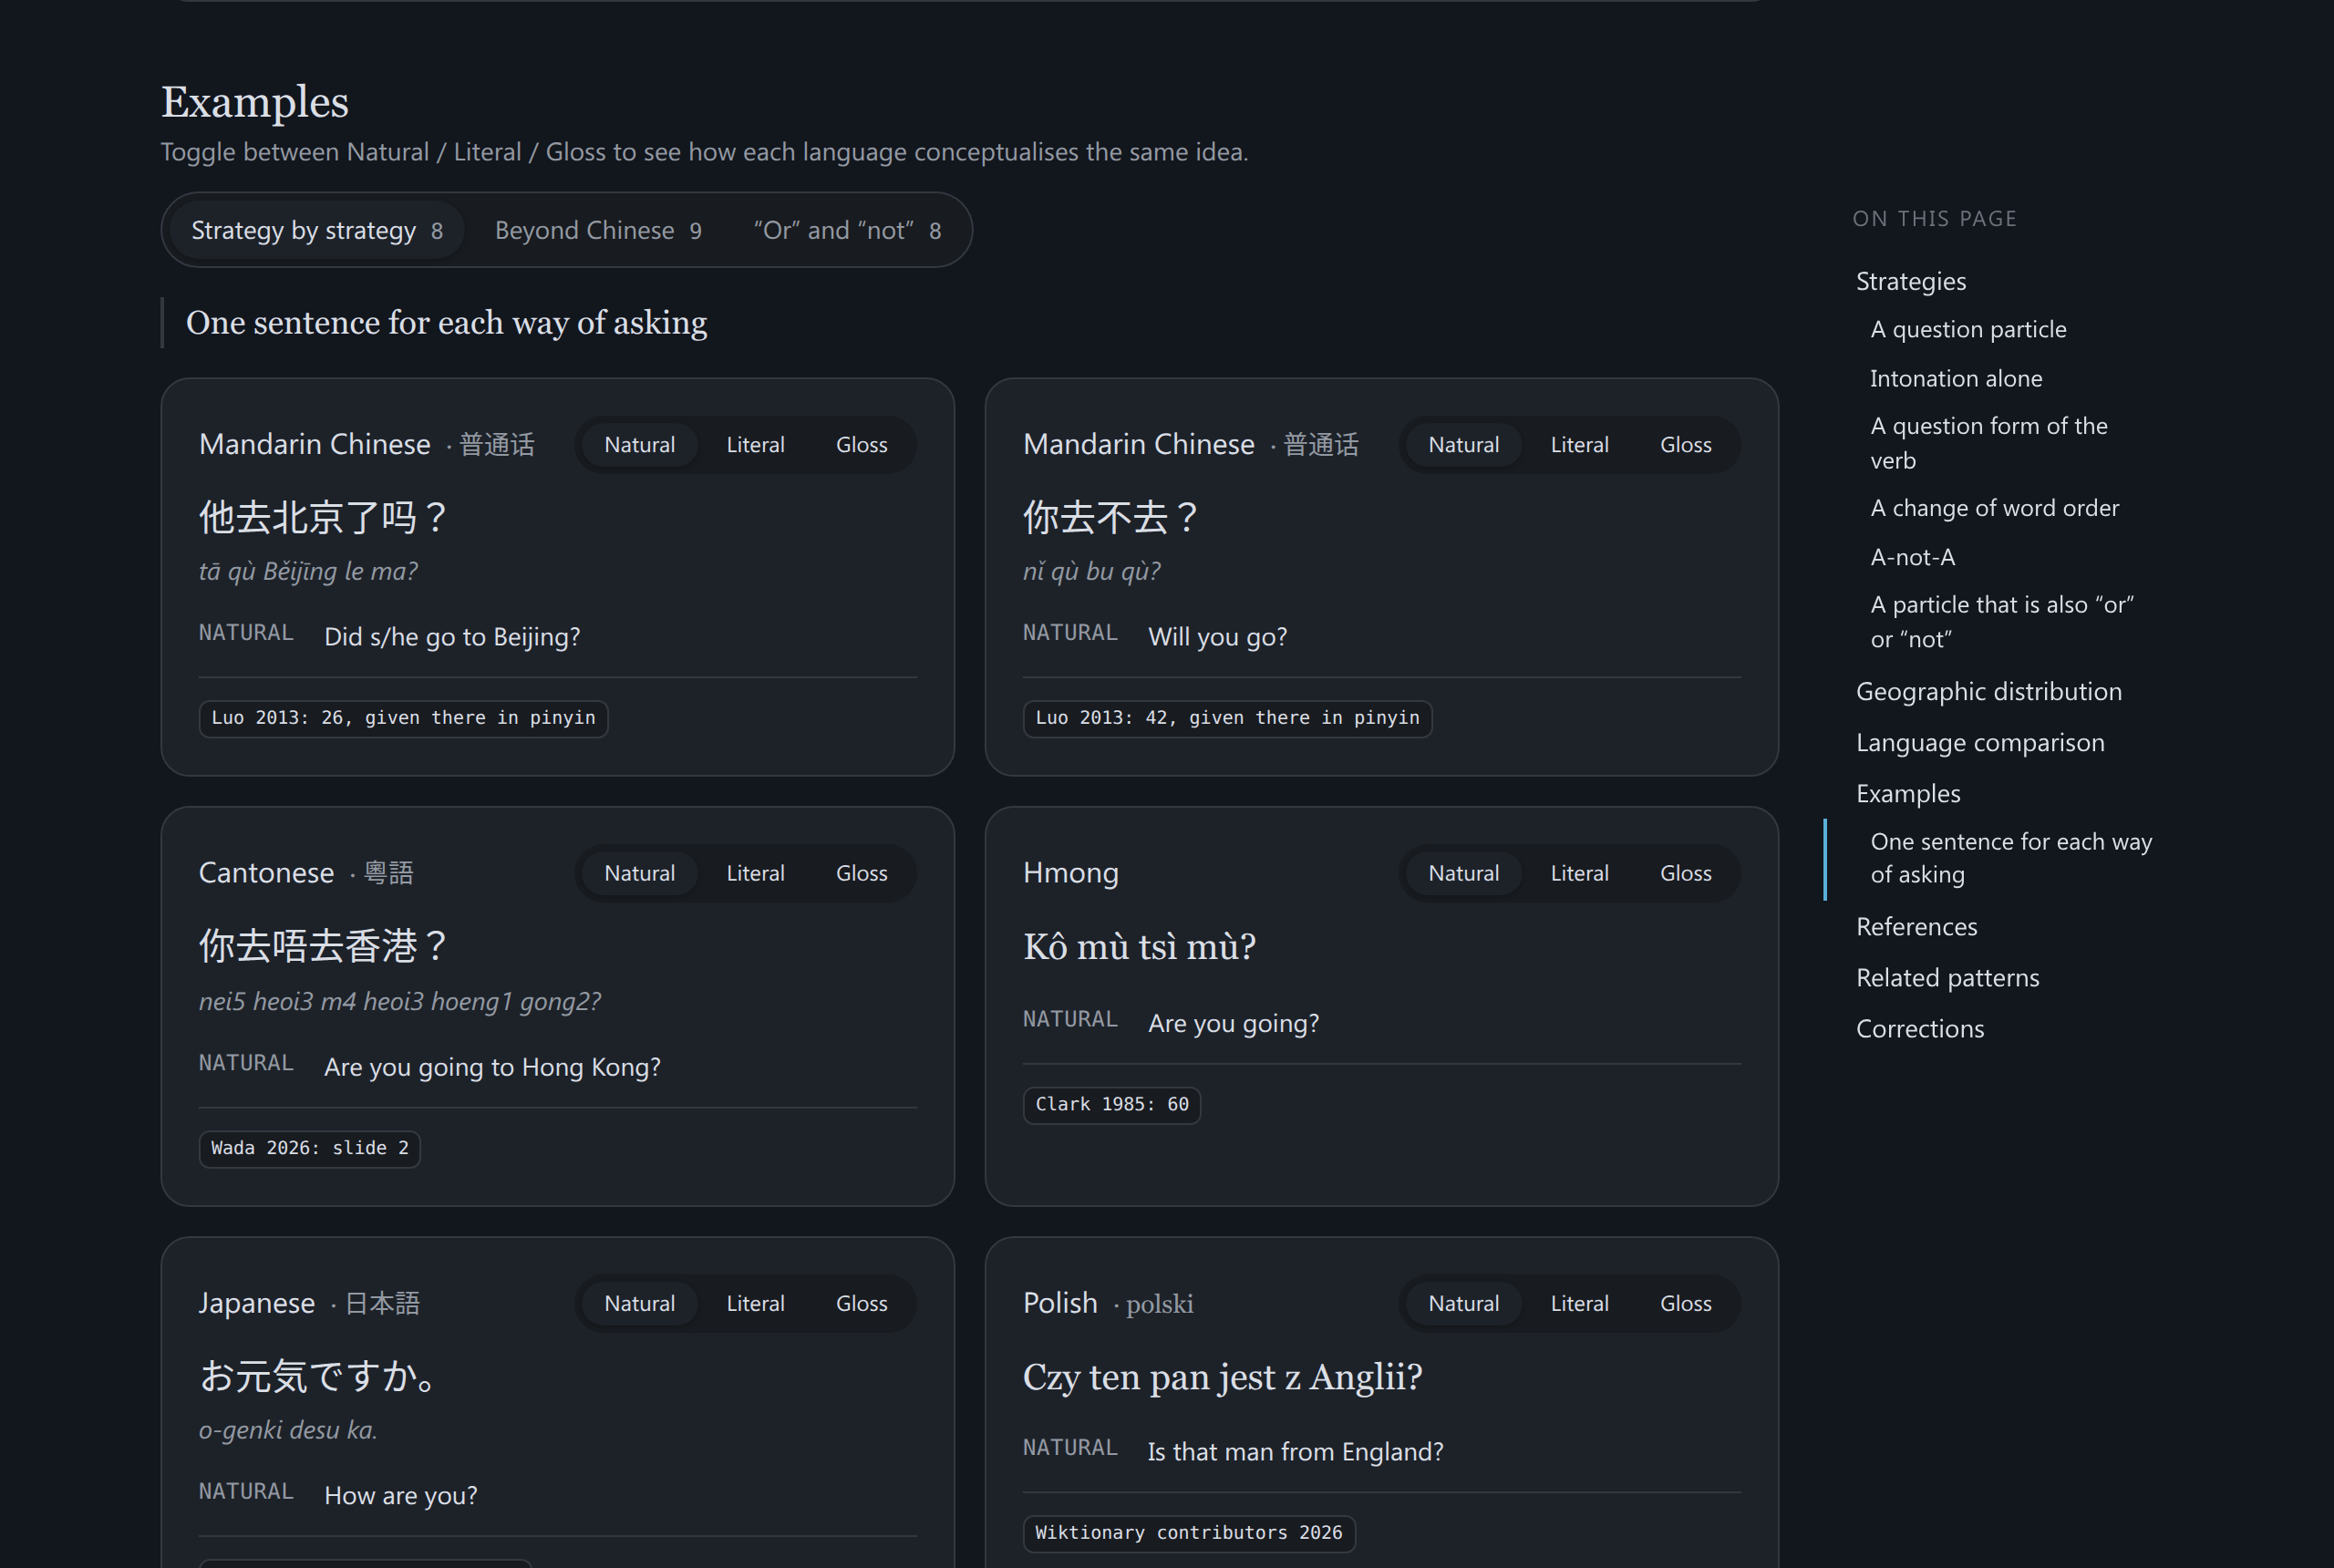 Examples
Toggle between Natural / Literal / Gloss to see how each language conceptualises the same idea.
Strategy by strategy 8
Beyond Chinese 9
“Or” and “not” 8
One sentence for each way of asking
Mandarin Chinese · 普通话
Natural Literal Gloss
他去北京了吗？
tā qù Běijīng le ma?
NATURAL Did s/he go to Beijing?
Luo 2013: 26, given there in pinyin
Mandarin Chinese · 普通话
Natural Literal Gloss
你去不去？
nǐ qù bu qù?
NATURAL Will you go?
Luo 2013: 42, given there in pinyin
Cantonese · 粵語
Natural Literal Gloss
你去唔去香港？
nei5 heoi3 m4 heoi3 hoeng1 gong2?
NATURAL Are you going to Hong Kong?
Wada 2026: slide 2
Hmong
Natural Literal Gloss
Kô mù tsì mù?
NATURAL Are you going?
Clark 1985: 60
Japanese · 日本語
Natural Literal Gloss
お元気ですか。
o-genki desu ka.
NATURAL How are you?
Polish · polski
Natural Literal Gloss
Czy ten pan jest z Anglii?
NATURAL Is that man from England?
Wiktionary contributors 2026
ON THIS PAGE
Strategies
A question particle
Intonation alone
A question form of the
verb
A change of word order
A-not-A
A particle that is also “or”
or “not”
Geographic distribution
Language comparison
Examples
One sentence for each way
of asking
References
Related patterns
Corrections